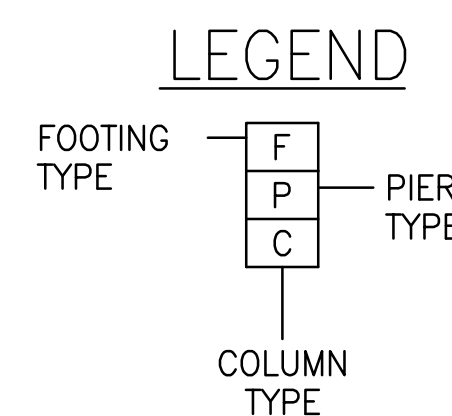 LEGEND
FOOTING
TYPE
F
P
C
PIER
TYPE
COLUMN
TYPE